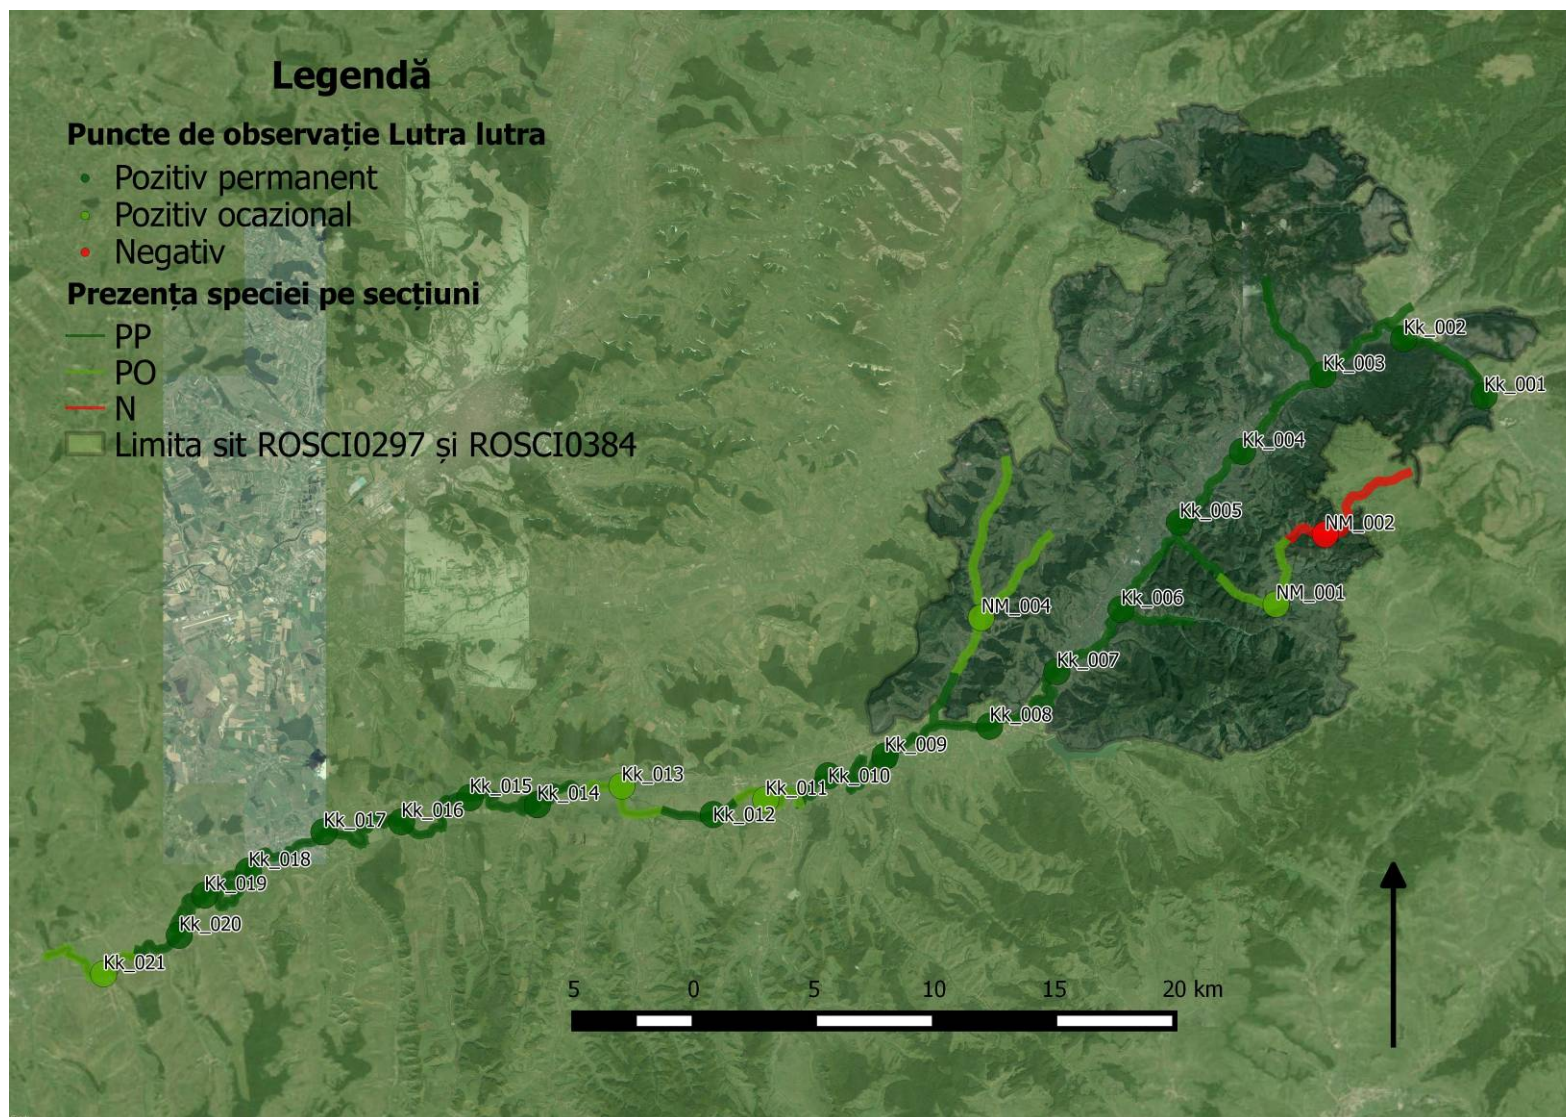 Legendă
Puncte de observație Lutra lutra
Pozitiv permanent
Pozitiv ocazional
Negativ
Prezența speciei pe secțiuni
PP
PO
N
Limita sit ROSCI0297 și ROSCI0384
Kk_002
Kk_003
Kk_001
Kk_004
Kk_005
NM_002
Kk_006
NM_001
NM_004
Kk_007
Kk_008
Kk_009
Kk_010
Kk_013
Kk_011
Kk_015
Kk_014
Kk_012
Kk_016
Kk_017
Kk_018
Kk_019
Kk_020
Kk_021
5 0 5 10 15 20 km